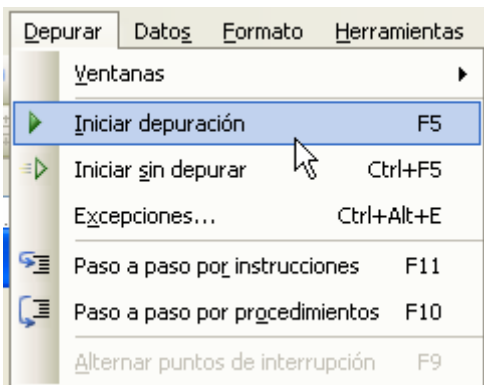 Depurar Datos Formato Herramientas
Ventanas
Iniciar depuración F5
Iniciar sin depurar Ctrl+F5
Excepciones... Ctrl+Alt+E
Paso a paso por instrucciones F11
Paso a paso por procedimientos F10
Alternar puntos de interrupción F9